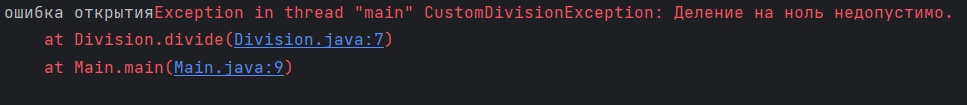 ошибка открытияException in thread "main" CustomDivisionException: Деление на ноль недопустимо.
at Division.divide(Division.java:7)
at Main.main(Main.java:9)